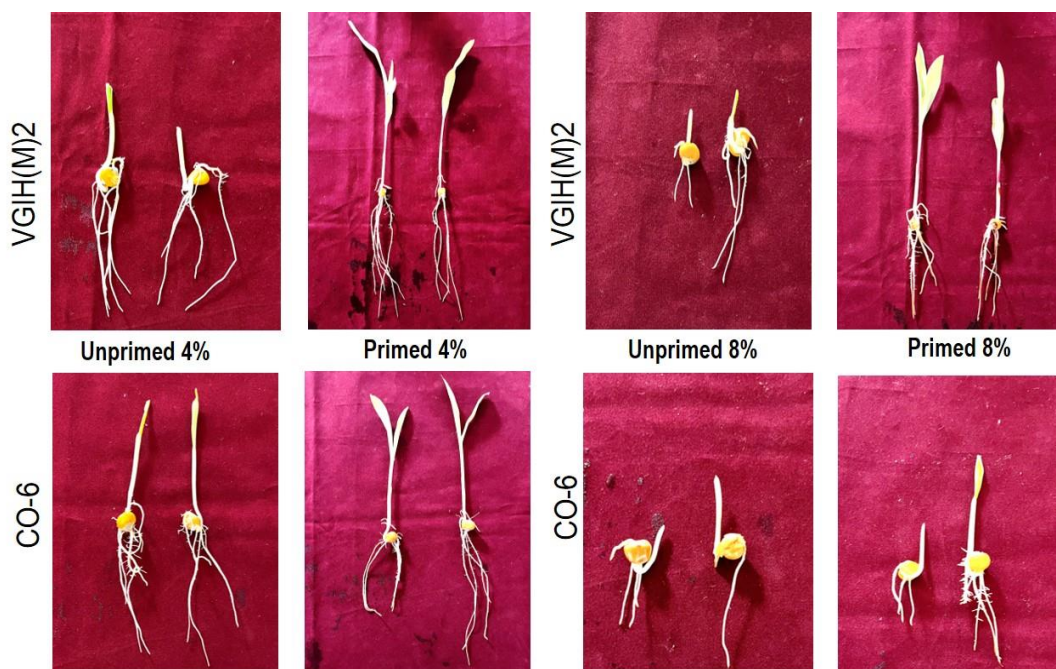 VGIH(M)2
VGIH(M)2
Unprimed 4%
Primed 4%
Unprimed 8%
Primed 8%
CO-6
CO-6